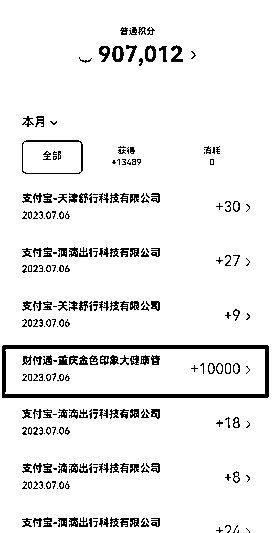 普通积分
907,012
本月
全部
获得
+13489
消耗
0
支付宝-天津舒行科技有限公司
2023.07.06
+30
支付宝-滴滴出行科技有限公司
2023.07.06
+27
支付宝-天津舒行科技有限公司
2023.07.06
+9
财付通-重庆金色印象大健康管
2023.07.06
+10000
支付宝-滴滴出行科技有限公司
2023.07.06
+18
支付宝-滴滴出行科技有限公司
2023.07.06
+8
支付宝-滴滴出行科技有限公司
+24